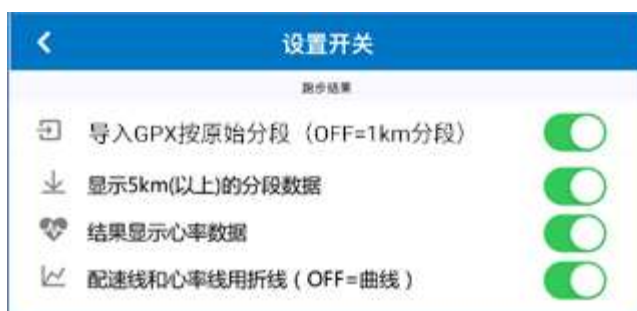 设置开关
跑步结果
导入GPX按原始分段（OFF=1km分段）
显示5km(以上)的分段数据
结果显示心率数据
配速线和心率线用折线（OFF=曲线）